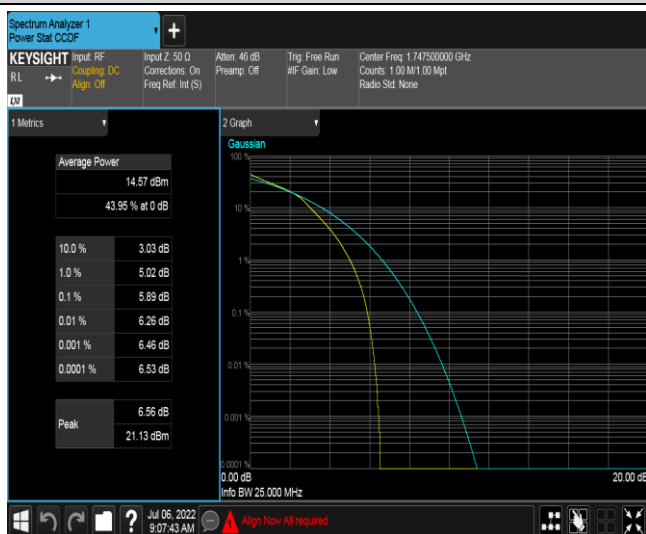 Spectrum Analyzer 1
Power Stat CCDF
+
KEYSIGHT
RL
LXI
Input: RF
Coupling: DC
Align: Off
Input Z: 50 Ω
Corrections: On
Freq Ref: Int (S)
Atten: 46 dB
Preamp: Off
Trig: Free Run
#IF Gain: Low
Center Freq: 1.747500000 GHz
Counts: 1.00 M/1.00 Mpt
Radio Std: None
1 Metrics
Average Power
14.57 dBm
43.95 % at 0 dB
10.0 % 3.03 dB
1.0 % 5.02 dB
0.1 % 5.89 dB
0.01 % 6.26 dB
0.001 % 6.46 dB
0.0001 % 6.53 dB
Peak
6.56 dB
21.13 dBm
2 Graph
Gaussian
100 %
10 %
1 %
0.1 %
0.01 %
0.001 %
0.0001 %
0.00 dB
20.00 dB
Info BW 25.000 MHz
?
Jul 06, 2022
9:07:43 AM
Align Now All required